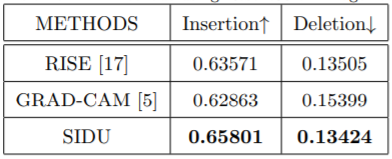 METHODS Insertion↑ Deletion↓
RISE [17] 0.63571 0.13505
GRAD-CAM [5] 0.62863 0.15399
SIDU 0.65801 0.13424